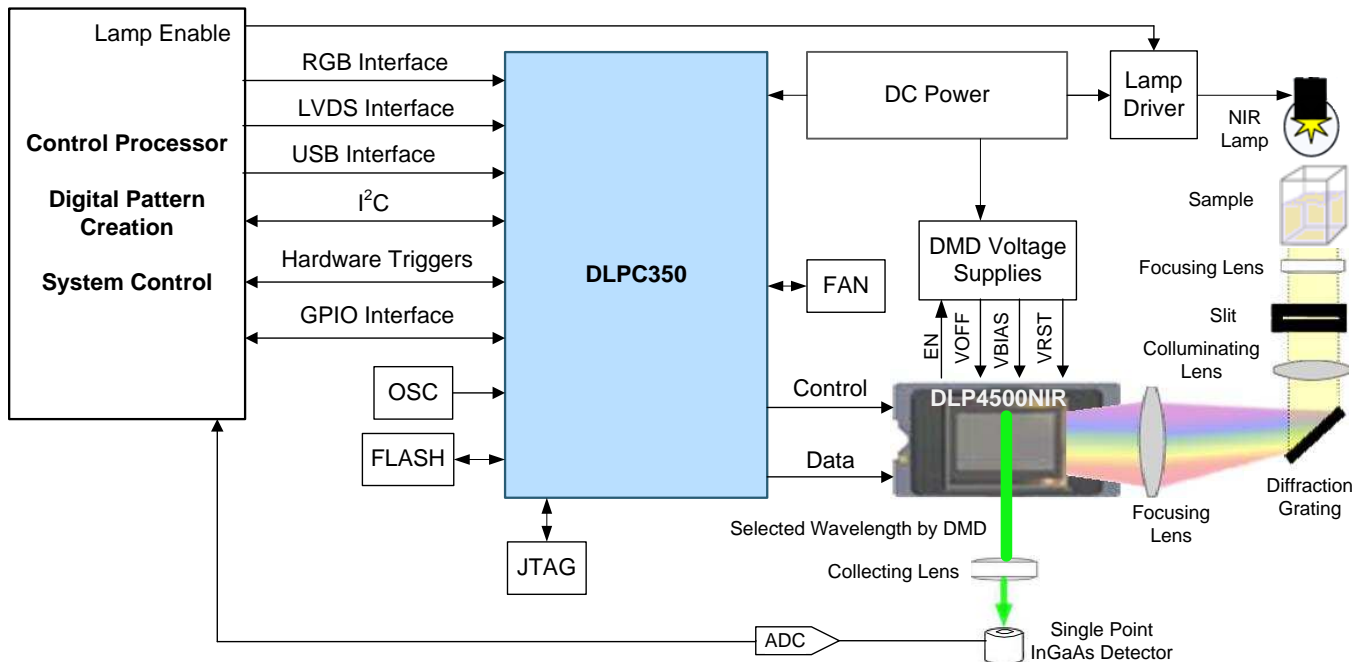 Lamp Enable
RGB Interface
LVDS Interface
USB Interface
I²C
Hardware Triggers
GPIO Interface
Control Processor
Digital Pattern
Creation
System Control
DLPC350
OSC
FLASH
JTAG
FAN
Control
Data
DC Power
Lamp
Driver
NIR
Lamp
Sample
Focusing Lens
Slit
Colluminating
Lens
Diffraction
Grating
Focusing
Lens
DMD Voltage
Supplies
EN
VOFF
VBIAS
VRST
DLP4500NIR
Selected Wavelength by DMD
Collecting Lens
Single Point
InGaAs Detector
ADC